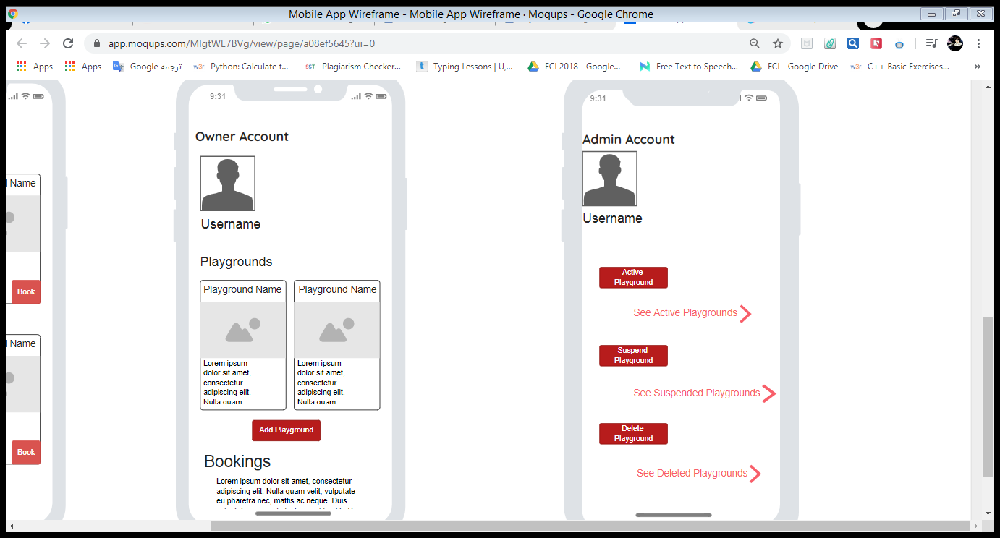 Mobile App Wireframe - Mobile App Wireframe · Moqups - Google Chrome
app.moqups.com/MIgtWE7BVg/view/page/a08ef5645?ui=0
Apps Apps ترجمة Google w3r Python: Calculate t... SST Plagiarism Checker... t Typing Lessons | U,... FCI 2018 - Google... Free Text to Speech... FCI - Google Drive w3r C++ Basic Exercises... »
Name
Book
Name
Book
9:31
Owner Account
Username
Playgrounds
Playground Name
Lorem ipsum
dolor sit amet,
consectetur
adipiscing elit.
Nulla quam
Playground Name
Lorem ipsum
dolor sit amet,
consectetur
adipiscing elit.
Nulla quam
Add Playground
Bookings
Lorem ipsum dolor sit amet, consectetur
adipiscing elit. Nulla quam velit, vulputate
eu pharetra nec, mattis ac neque. Duis
9:31
Admin Account
Username
Active
Playground
See Active Playgrounds
Suspend
Playground
See Suspended Playgrounds
Delete
Playground
See Deleted Playgrounds